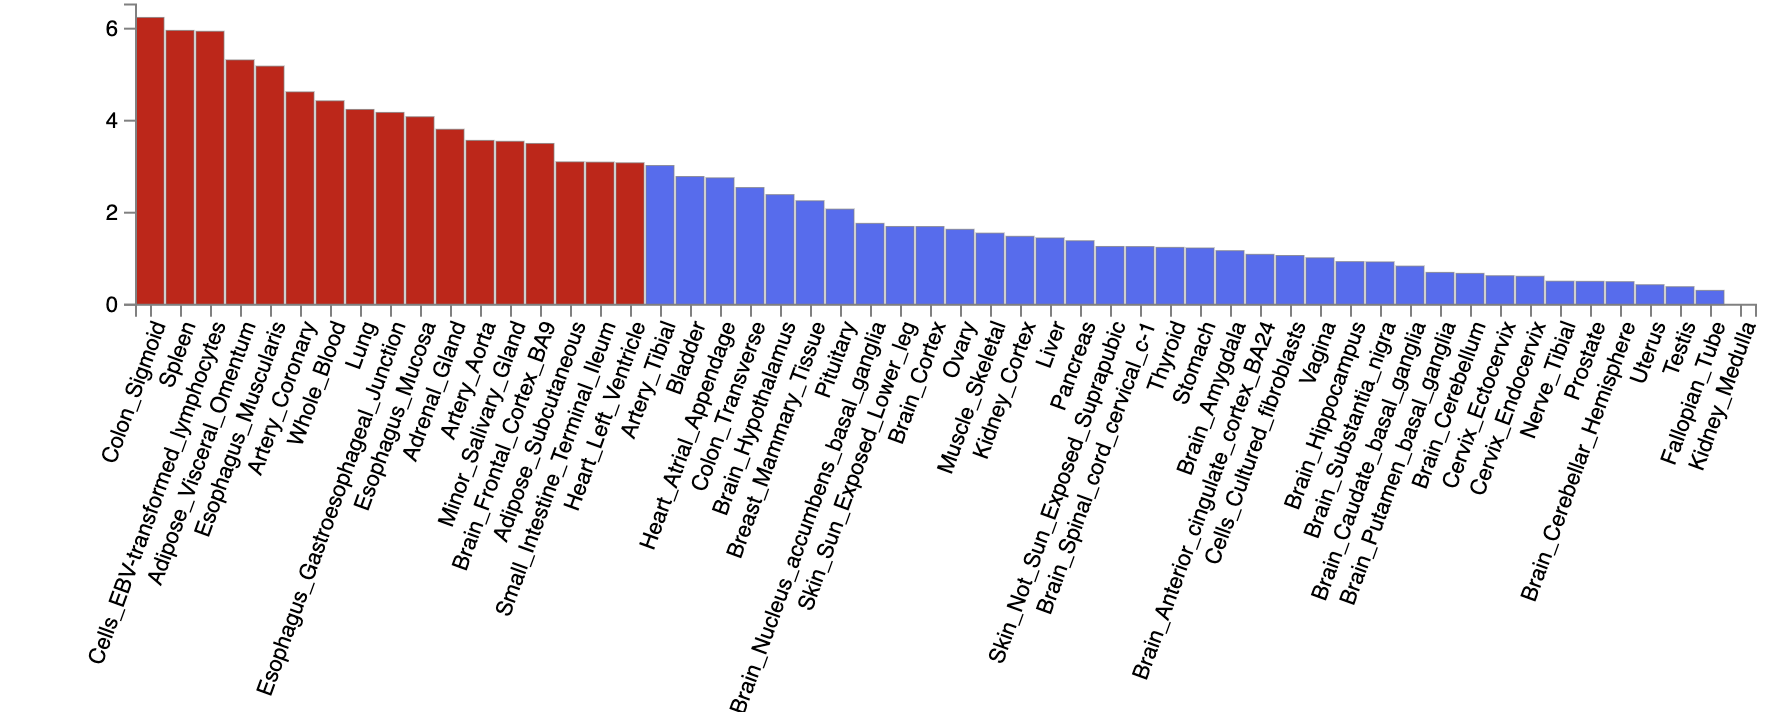 6
4
2
0
Colon_Sigmoid
Spleen
Cells_EBV-transformed_lymphocytes
Adipose_Visceral_Omentum
Esophagus_Muscularis
Artery_Coronary
Whole_Blood
Lung
Esophagus_Gastroesophageal_Junction
Esophagus_Mucosa
Adrenal_Gland
Artery_Aorta
Minor_Salivary_Gland
Brain_Frontal_Cortex_BA9
Adipose_Subcutaneous
Small_Intestine_Terminal_Ileum
Heart_Left_Ventricle
Artery_Tibial
Bladder
Heart_Atrial_Appendage
Colon_Transverse
Brain_Hypothalamus
Breast_Mammary_Tissue
Pituitary
Brain_Nucleus_accumbens_basal_ganglia
Skin_Sun_Exposed_Lower_leg
Brain_Cortex
Ovary
Muscle_Skeletal
Kidney_Cortex
Liver
Pancreas
Skin_Not_Sun_Exposed_Suprapubic
Brain_Spinal_cord_cervical_c-1
Thyroid
Stomach
Brain_Amygdala
Brain_Anterior_cingulate_cortex_BA24
Cells_Cultured_fibroblasts
Vagina
Brain_Hippocampus
Brain_Substantia_nigra
Brain_Caudate_basal_ganglia
Brain_Putamen_basal_ganglia
Brain_Cerebellum
Cervix_Ectocervix
Cervix_Endocervix
Nerve_Tibial
Prostate
Brain_Cerebellar_Hemisphere
Uterus
Testis
Fallopian_Tube
Kidney_Medulla